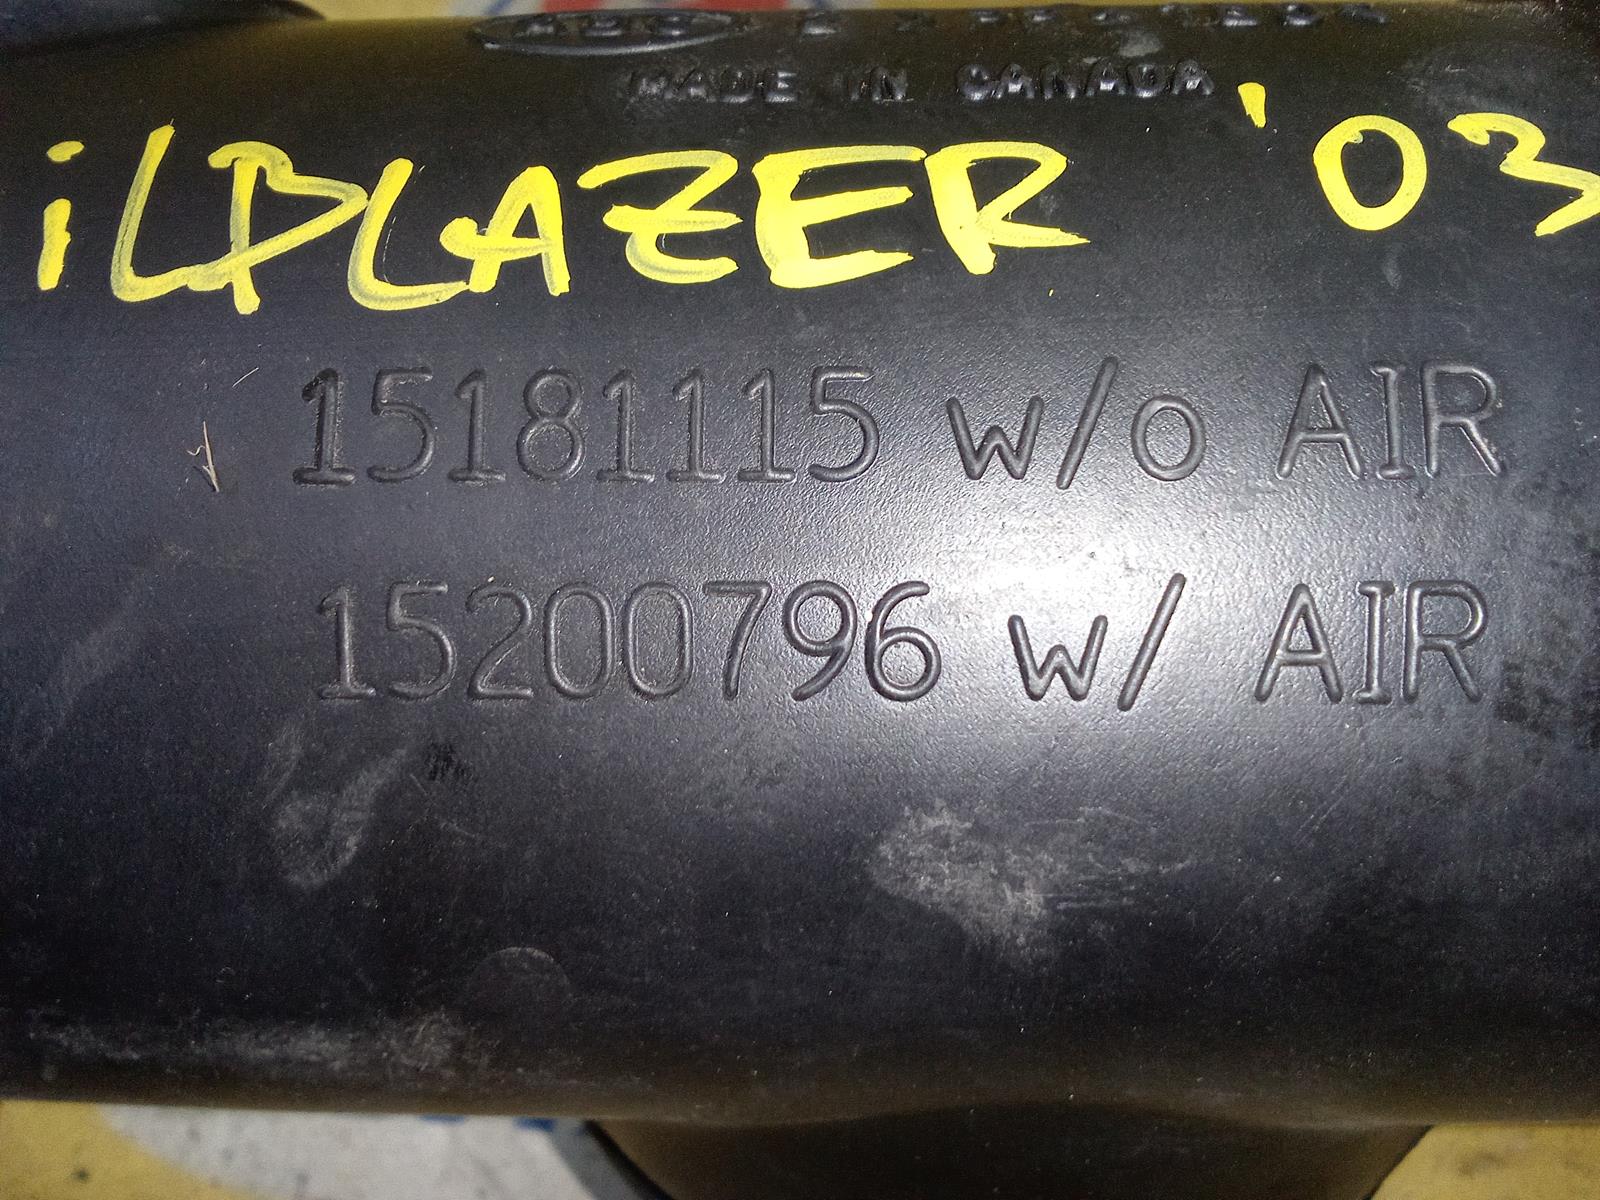 MADE IN CANADA
iLBLAZER '03
15181115 w/o AIR
15200796 w/ AIR